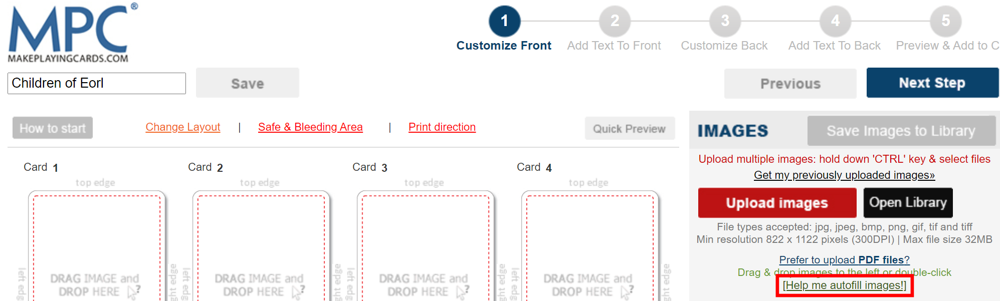 MPC®
MAKEPLAYINGCARDS.COM
1 2 3 4 5
Customize Front Add Text To Front Customize Back Add Text To Back Preview & Add to C
Children of Eorl Save Previous Next Step
How to start Change Layout | Safe & Bleeding Area | Print direction Quick Preview
IMAGES Save Images to Library
Upload multiple images: hold down 'CTRL' key & select files
Get my previously uploaded images»
Upload images Open Library
File types accepted: jpg, jpeg, bmp, png, gif, tif and tiff
Min resolution 822 x 1122 pixels (300DPI) | Max file size 32MB
Prefer to upload PDF files?
Drag & drop images to the left or double-click
[Help me autofill images!]
Card 1 Card 2 Card 3 Card 4
top edge top edge top edge top edge
DRAG IMAGE and DRAG IMAGE and DRAG IMAGE and DRAG IMAGE and
DROP HERE ? DROP HERE ? DROP HERE ? DROP HERE ?
left edg ght edge left edg ght edge left edg ght edge left edg ght edge